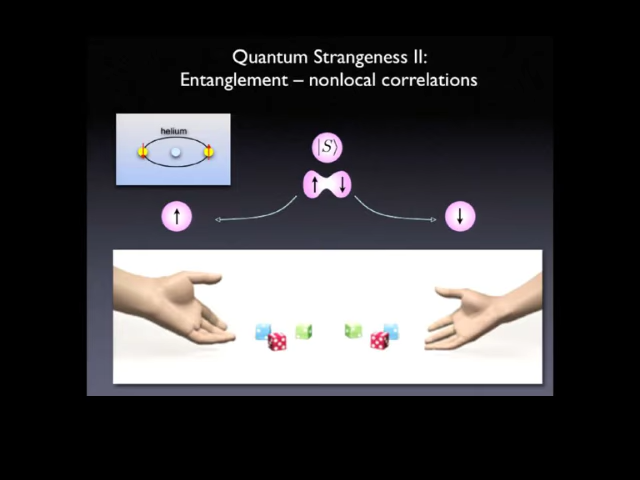 Quantum Strangeness II:
Entanglement – nonlocal correlations
helium
|S⟩
↑ ↓
↑ ↓